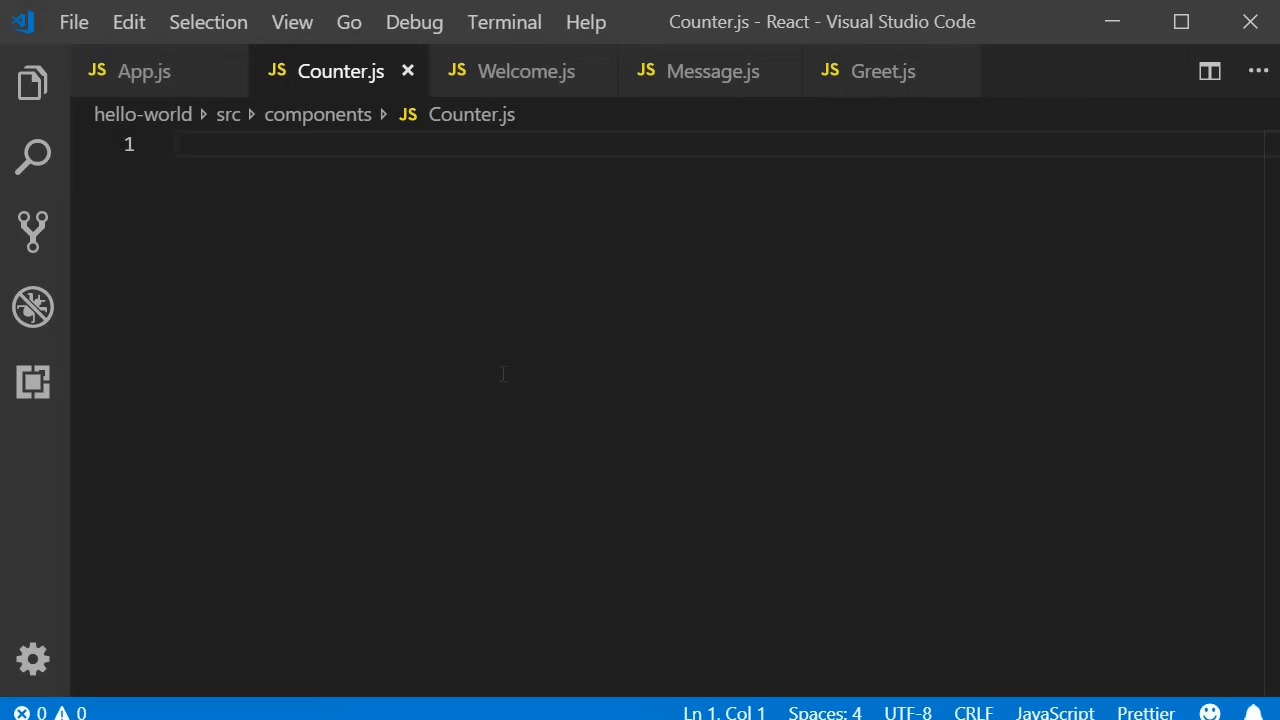 File Edit Selection View Go Debug Terminal Help Counter.js - React - Visual Studio Code
JS App.js JS Counter.js JS Welcome.js JS Message.js JS Greet.js
hello-world src components JS Counter.js
1
0 0 Ln 1, Col 1 Spaces: 4 UTF-8 CRLF JavaScript Prettier